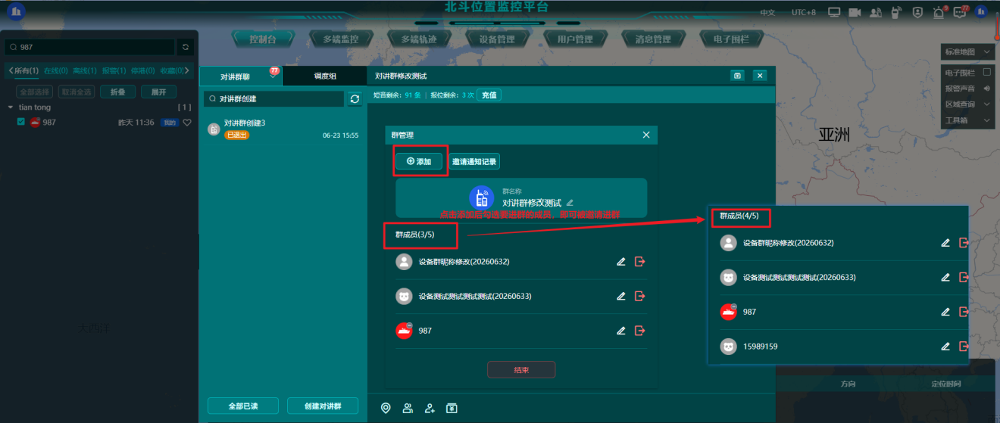 北斗位置监控平台
中文
UTC+8
9
77
控制台
多端监控
多端轨迹
设备管理
用户管理
消息管理
电子围栏
987
所有(1)
在线(0)
离线(1)
报警(1)
停滞(0)
收藏(0)
全部选择
取消全选
折叠
展开
tian tong
[ 1 ]
987
昨天 11:36
我的
大西洋
对讲群聊
77
调度组
对讲群创建
对讲群创建3
已退出
06-23 15:55
全部已读
创建对讲群
对讲群修改测试
短音剩余: 91 条
报位剩余: 3 次
充值
群管理
添加
邀请通知记录
群名称
对讲群修改测试
点击添加后勾选要进群的成员，即可被邀请进群
群成员(3/5)
设备群昵称修改(20260632)
设备测试测试测试测试(20260633)
987
结束
群成员(4/5)
设备群昵称修改(20260632)
设备测试测试测试测试(20260633)
987
15989159
标准地图
电子围栏
报警声音
区域查询
工具箱
亚洲
方向
定位时间